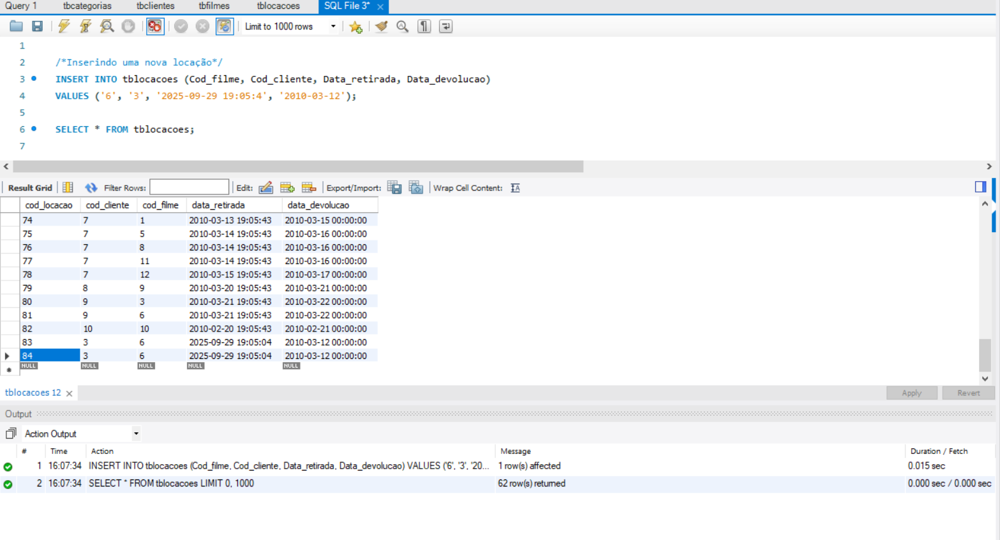 Query 1 tbcategorias tbclientes tbfilmes tblocacoes SQL File 3* ×
Limit to 1000 rows
1
2 /*Inserindo uma nova locação*/
3 INSERT INTO tblocacoes (Cod_filme, Cod_cliente, Data_retirada, Data_devolucao)
4 VALUES ('6', '3', '2025-09-29 19:05:4', '2010-03-12');
5
6 SELECT * FROM tblocacoes;
7
Result Grid Filter Rows: Edit: Export/Import: Wrap Cell Content: IA
cod_locacao cod_cliente cod_filme data_retirada data_devolucao
74 7 1 2010-03-13 19:05:43 2010-03-15 00:00:00
75 7 5 2010-03-14 19:05:43 2010-03-16 00:00:00
76 7 8 2010-03-14 19:05:43 2010-03-16 00:00:00
77 7 11 2010-03-14 19:05:43 2010-03-16 00:00:00
78 7 12 2010-03-15 19:05:43 2010-03-17 00:00:00
79 8 9 2010-03-20 19:05:43 2010-03-21 00:00:00
80 9 3 2010-03-21 19:05:43 2010-03-22 00:00:00
81 9 6 2010-03-21 19:05:43 2010-03-22 00:00:00
82 10 10 2010-02-20 19:05:43 2010-02-21 00:00:00
83 3 6 2025-09-29 19:05:04 2010-03-12 00:00:00
84 3 6 2025-09-29 19:05:04 2010-03-12 00:00:00
NULL NULL NULL NULL NULL
tblocacoes 12 × Apply Revert
Output
Action Output
# Time Action Message Duration / Fetch
1 16:07:34 INSERT INTO tblocacoes (Cod_filme, Cod_cliente, Data_retirada, Data_devolucao) VALUES ('6', '3', '20... 1 row(s) affected 0.015 sec
2 16:07:34 SELECT * FROM tblocacoes LIMIT 0, 1000 62 row(s) returned 0.000 sec / 0.000 sec